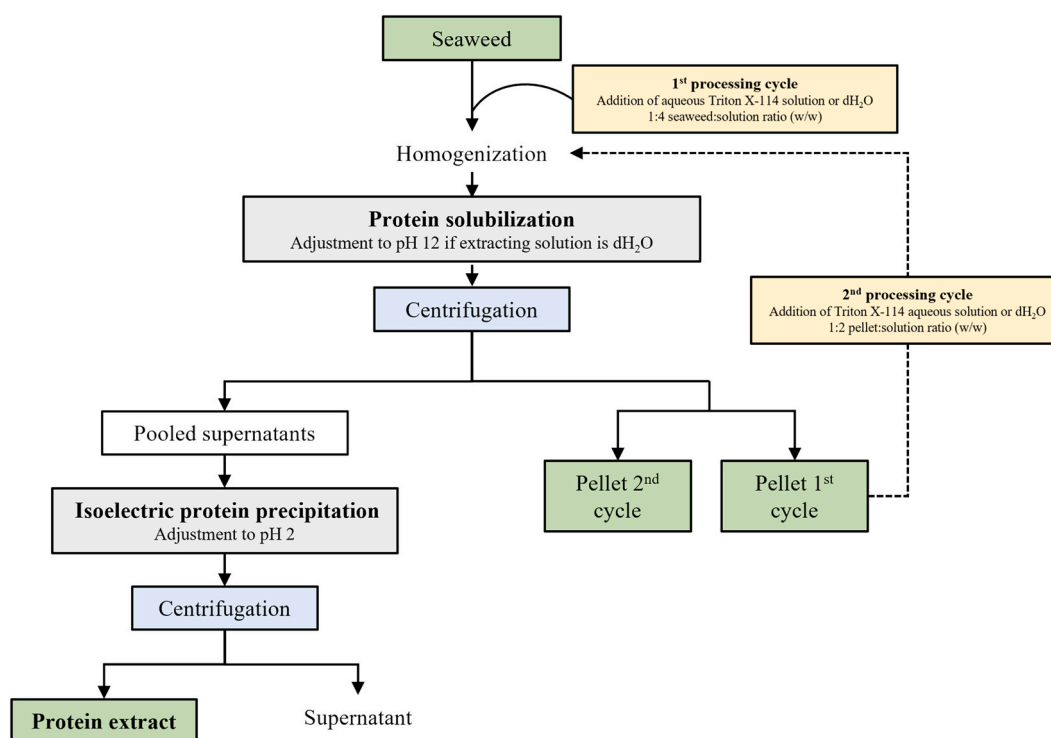 Seaweed
1st processing cycle
Addition of aqueous Triton X-114 solution or dH₂O
1:4 seaweed:solution ratio (w/w)
Homogenization
Protein solubilization
Adjustment to pH 12 if extracting solution is dH₂O
Centrifugation
2nd processing cycle
Addition of Triton X-114 aqueous solution or dH₂O
1:2 pellet:solution ratio (w/w)
Pooled supernatants
Pellet 2nd
cycle
Pellet 1st
cycle
Isoelectric protein precipitation
Adjustment to pH 2
Centrifugation
Protein extract
Supernatant